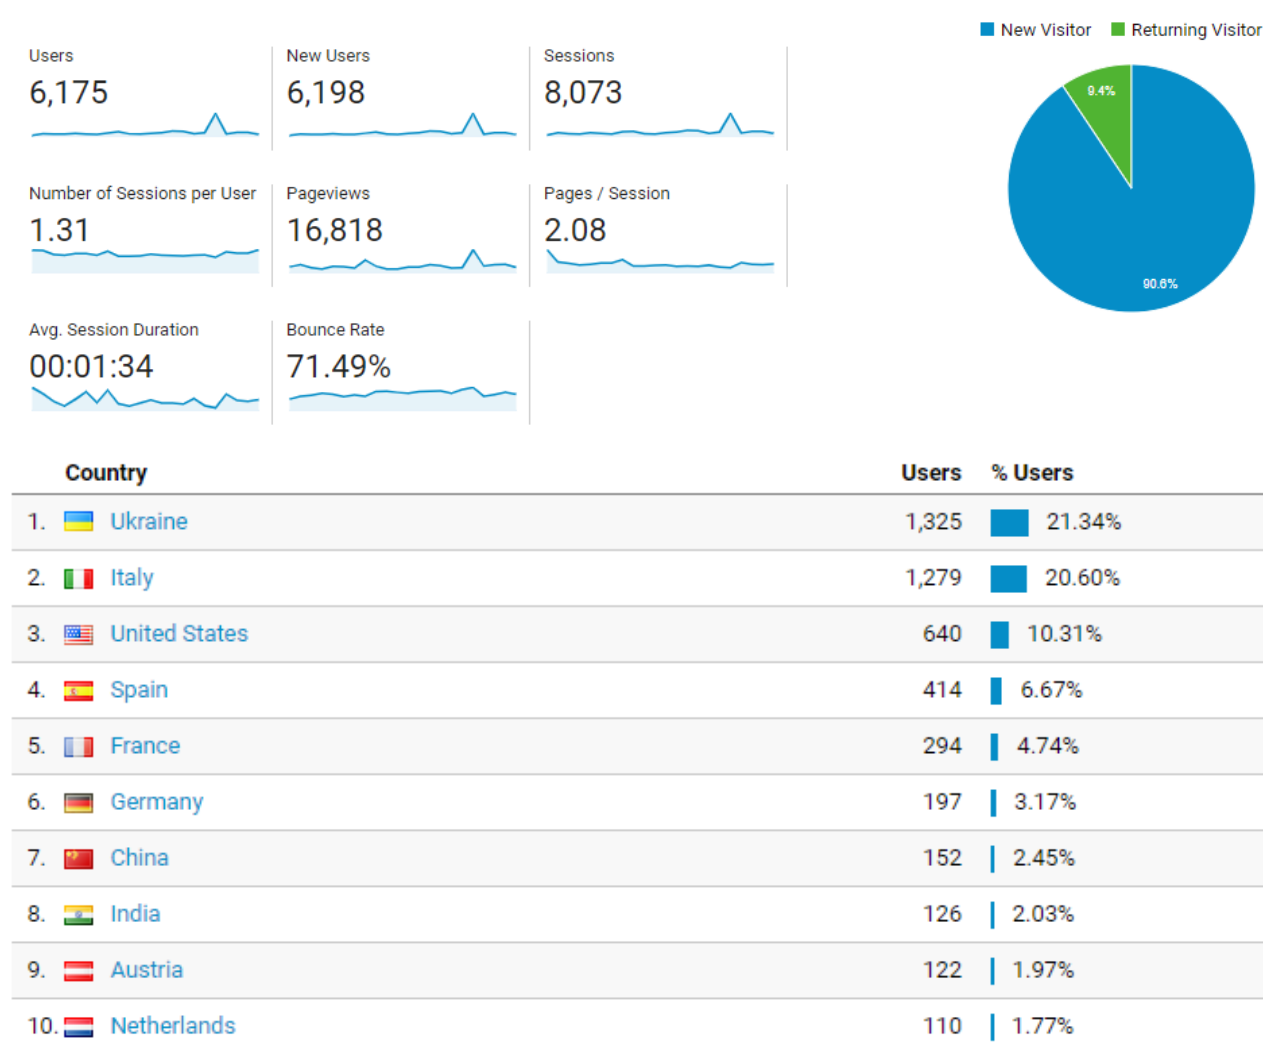 New Visitor Returning Visitor
Users New Users Sessions
6,175 6,198 8,073
9.4%
90.6%
Number of Sessions per User Pageviews Pages / Session
1.31 16,818 2.08
Avg. Session Duration Bounce Rate
00:01:34 71.49%
Country Users % Users
1. Ukraine 1,325 21.34%
2. Italy 1,279 20.60%
3. United States 640 10.31%
4. Spain 414 6.67%
5. France 294 4.74%
6. Germany 197 3.17%
7. China 152 2.45%
8. India 126 2.03%
9. Austria 122 1.97%
10. Netherlands 110 1.77%